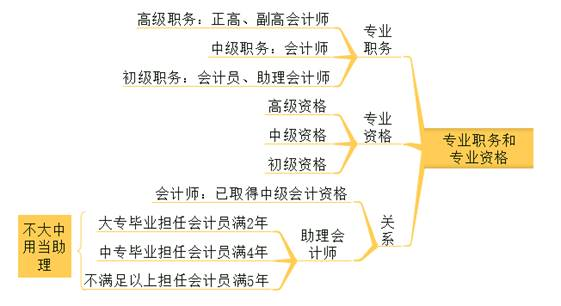 高级职务：正高、副高会计师
中级职务：会计师
初级职务：会计员、助理会计师
专业
职务
高级资格
中级资格
初级资格
专业
资格
专业职务和
专业资格
会计师：已取得中级会计资格
大专毕业担任会计员满2年
中专毕业担任会计员满4年
不满足以上担任会计员满5年
助理会
计师
关
系
不大中
用当助
理